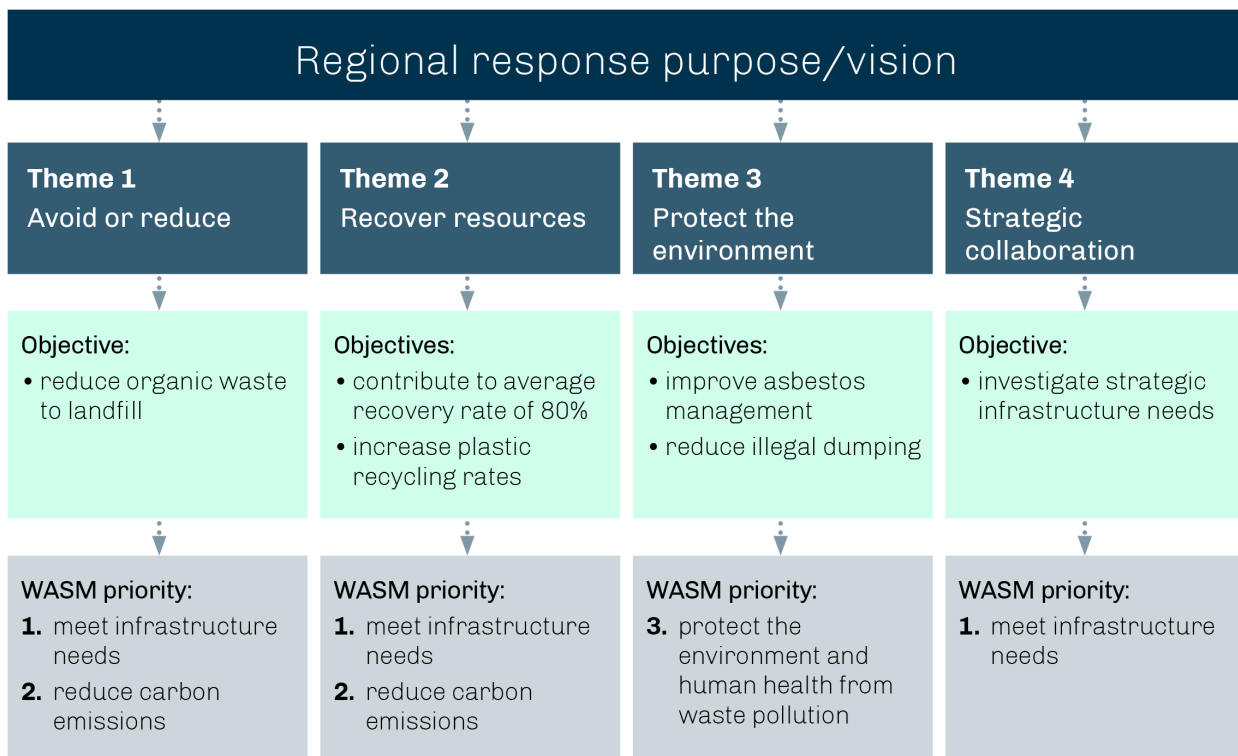 Regional response purpose/vision
Theme 1
Avoid or reduce
Objective:
• reduce organic waste
to landfill
WASM priority:
1. meet infrastructure
needs
2. reduce carbon
emissions
Theme 2
Recover resources
Objectives:
• contribute to average
recovery rate of 80%
• increase plastic
recycling rates
WASM priority:
1. meet infrastructure
needs
2. reduce carbon
emissions
Theme 3
Protect the
environment
Objectives:
• improve asbestos
management
• reduce illegal dumping
WASM priority:
3. protect the
environment and
human health from
waste pollution
Theme 4
Strategic
collaboration
Objective:
• investigate strategic
infrastructure needs
WASM priority:
1. meet infrastructure
needs